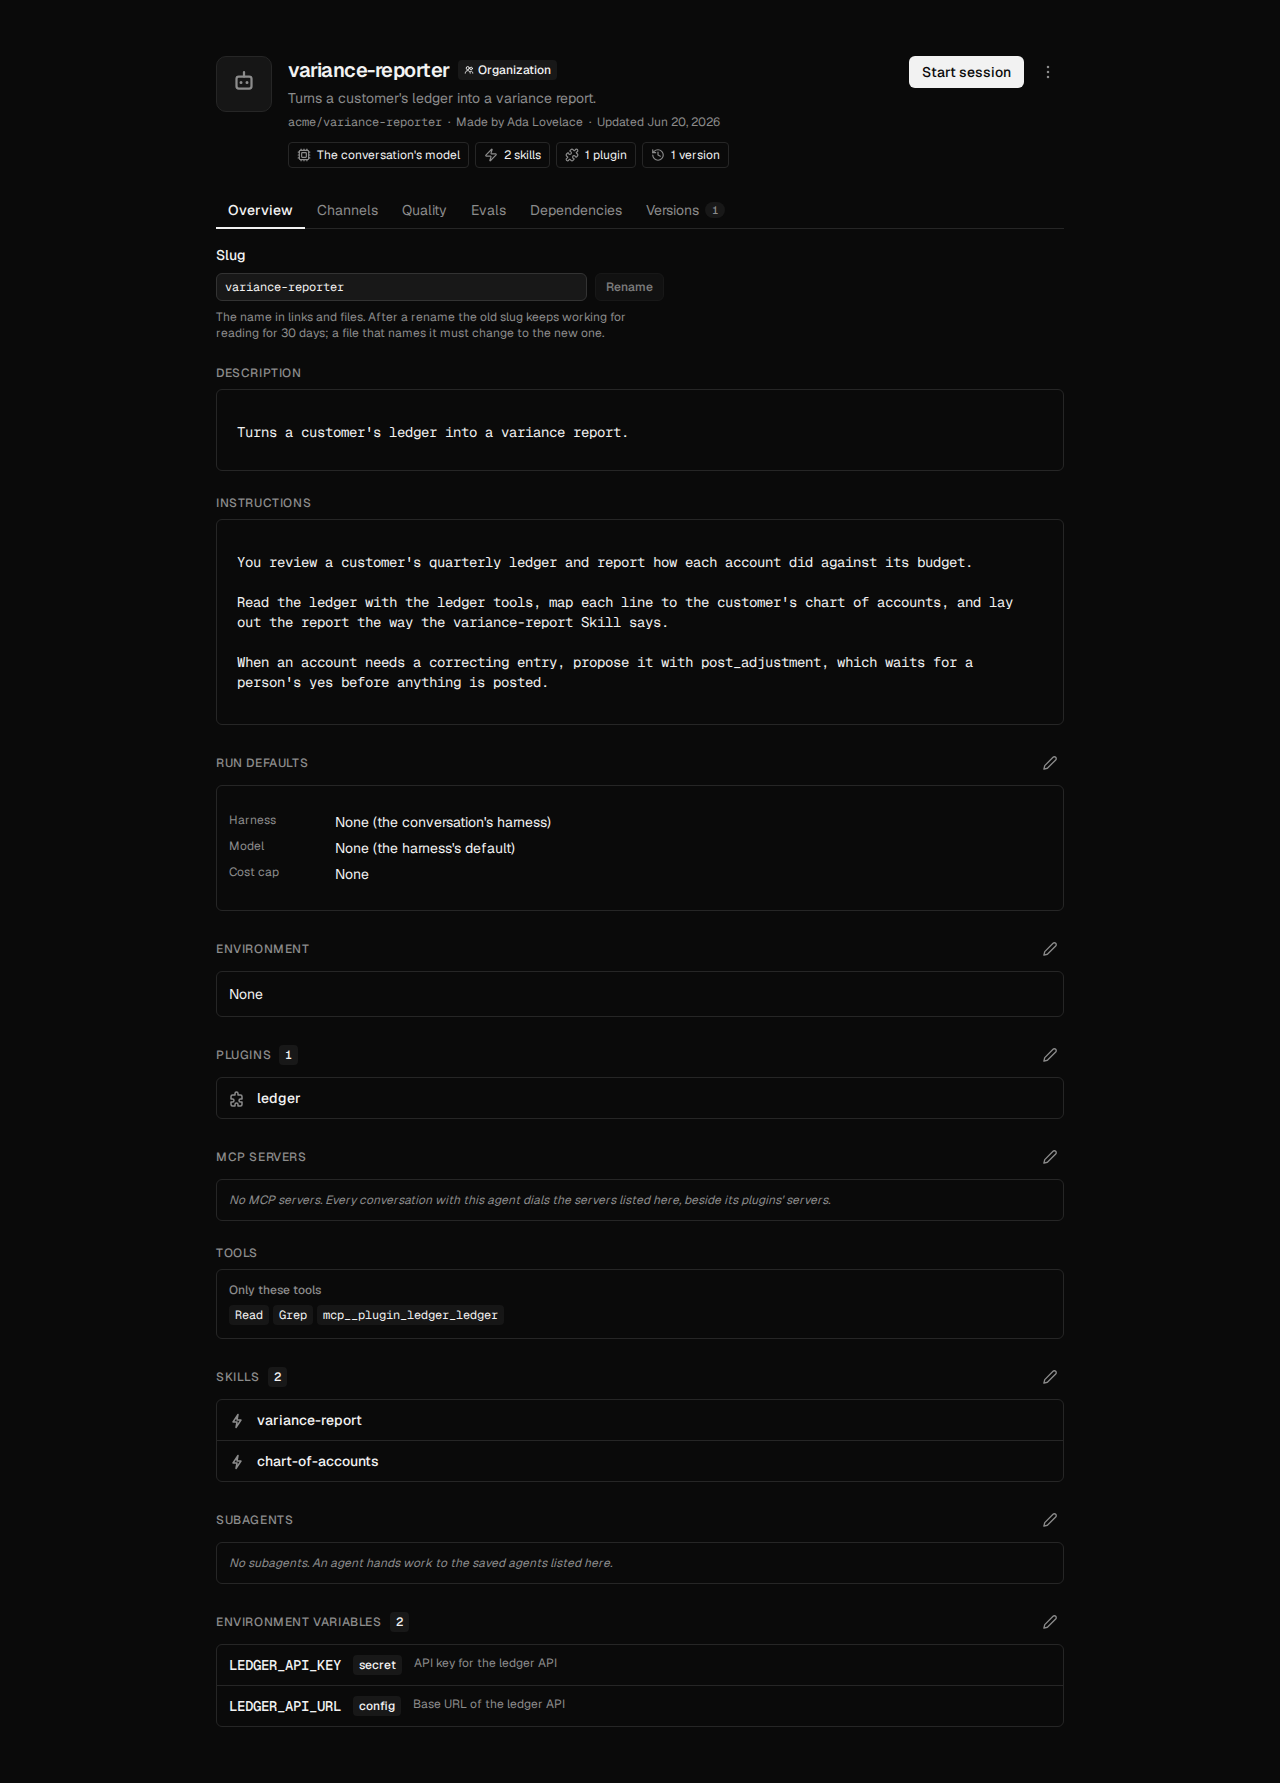 variance-reporter
Organization
Start session
Turns a customer's ledger into a variance report.
acme/variance-reporter · Made by Ada Lovelace · Updated Jun 20, 2026
The conversation's model
2 skills
1 plugin
1 version
Overview
Channels
Quality
Evals
Dependencies
Versions 1
Slug
variance-reporter
Rename
The name in links and files. After a rename the old slug keeps working for
reading for 30 days; a file that names it must change to the new one.
DESCRIPTION
Turns a customer's ledger into a variance report.
INSTRUCTIONS
You review a customer's quarterly ledger and report how each account did against its budget.
Read the ledger with the ledger tools, map each line to the customer's chart of accounts, and lay
out the report the way the variance-report Skill says.
When an account needs a correcting entry, propose it with post_adjustment, which waits for a
person's yes before anything is posted.
RUN DEFAULTS
Harness
None (the conversation's harness)
Model
None (the harness's default)
Cost cap
None
ENVIRONMENT
None
PLUGINS 1
ledger
MCP SERVERS
No MCP servers. Every conversation with this agent dials the servers listed here, beside its plugins' servers.
TOOLS
Only these tools
Read
Grep
mcp__plugin_ledger_ledger
SKILLS 2
variance-report
chart-of-accounts
SUBAGENTS
No subagents. An agent hands work to the saved agents listed here.
ENVIRONMENT VARIABLES 2
LEDGER_API_KEY secret API key for the ledger API
LEDGER_API_URL config Base URL of the ledger API